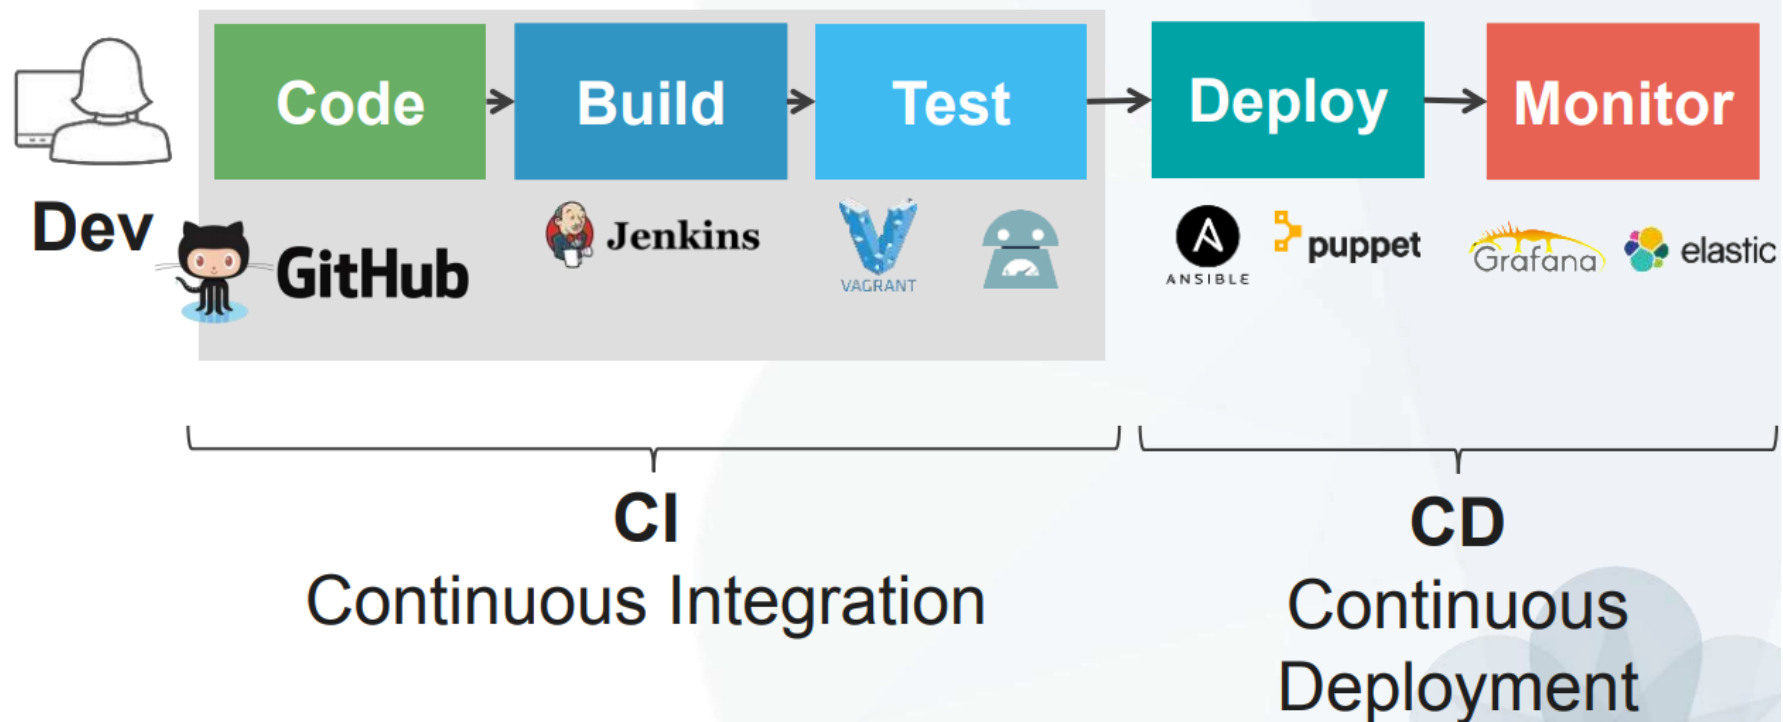 Code
Build
Test
Deploy
Monitor
Dev
GitHub
Jenkins
VAGRANT
ANSIBLE
puppet
Grafana
elastic
CI
Continuous Integration
CD
Continuous
Deployment